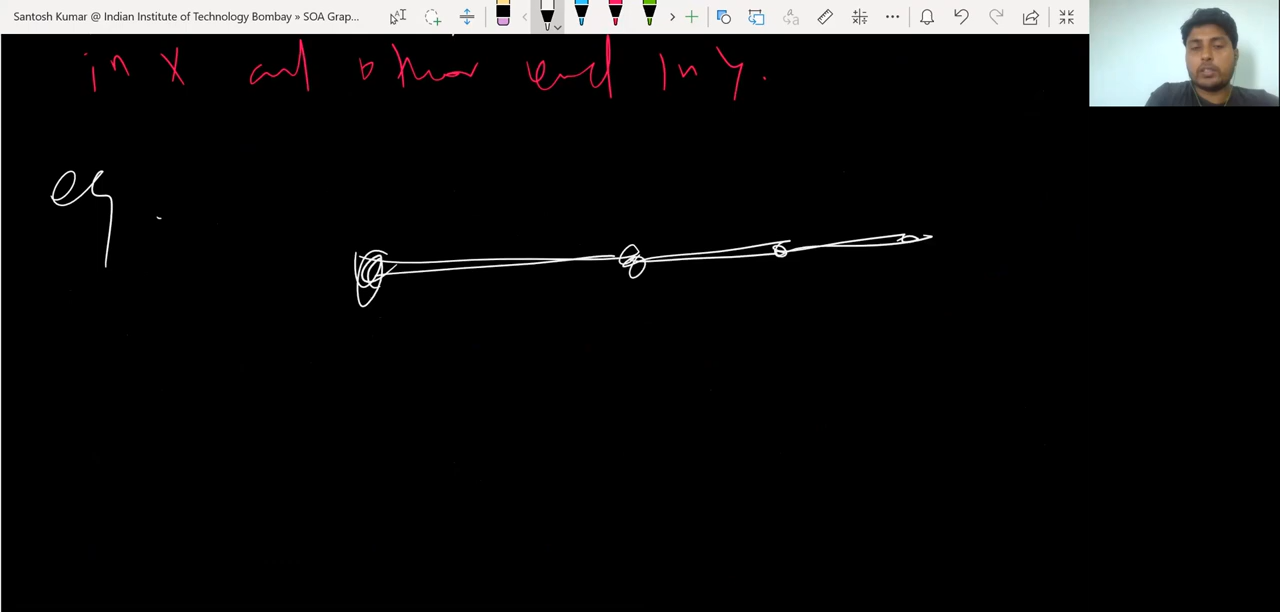 Santosh Kumar @ Indian Institute of Technology Bombay » SOA Grap...
in X and other end in Y.
eg.